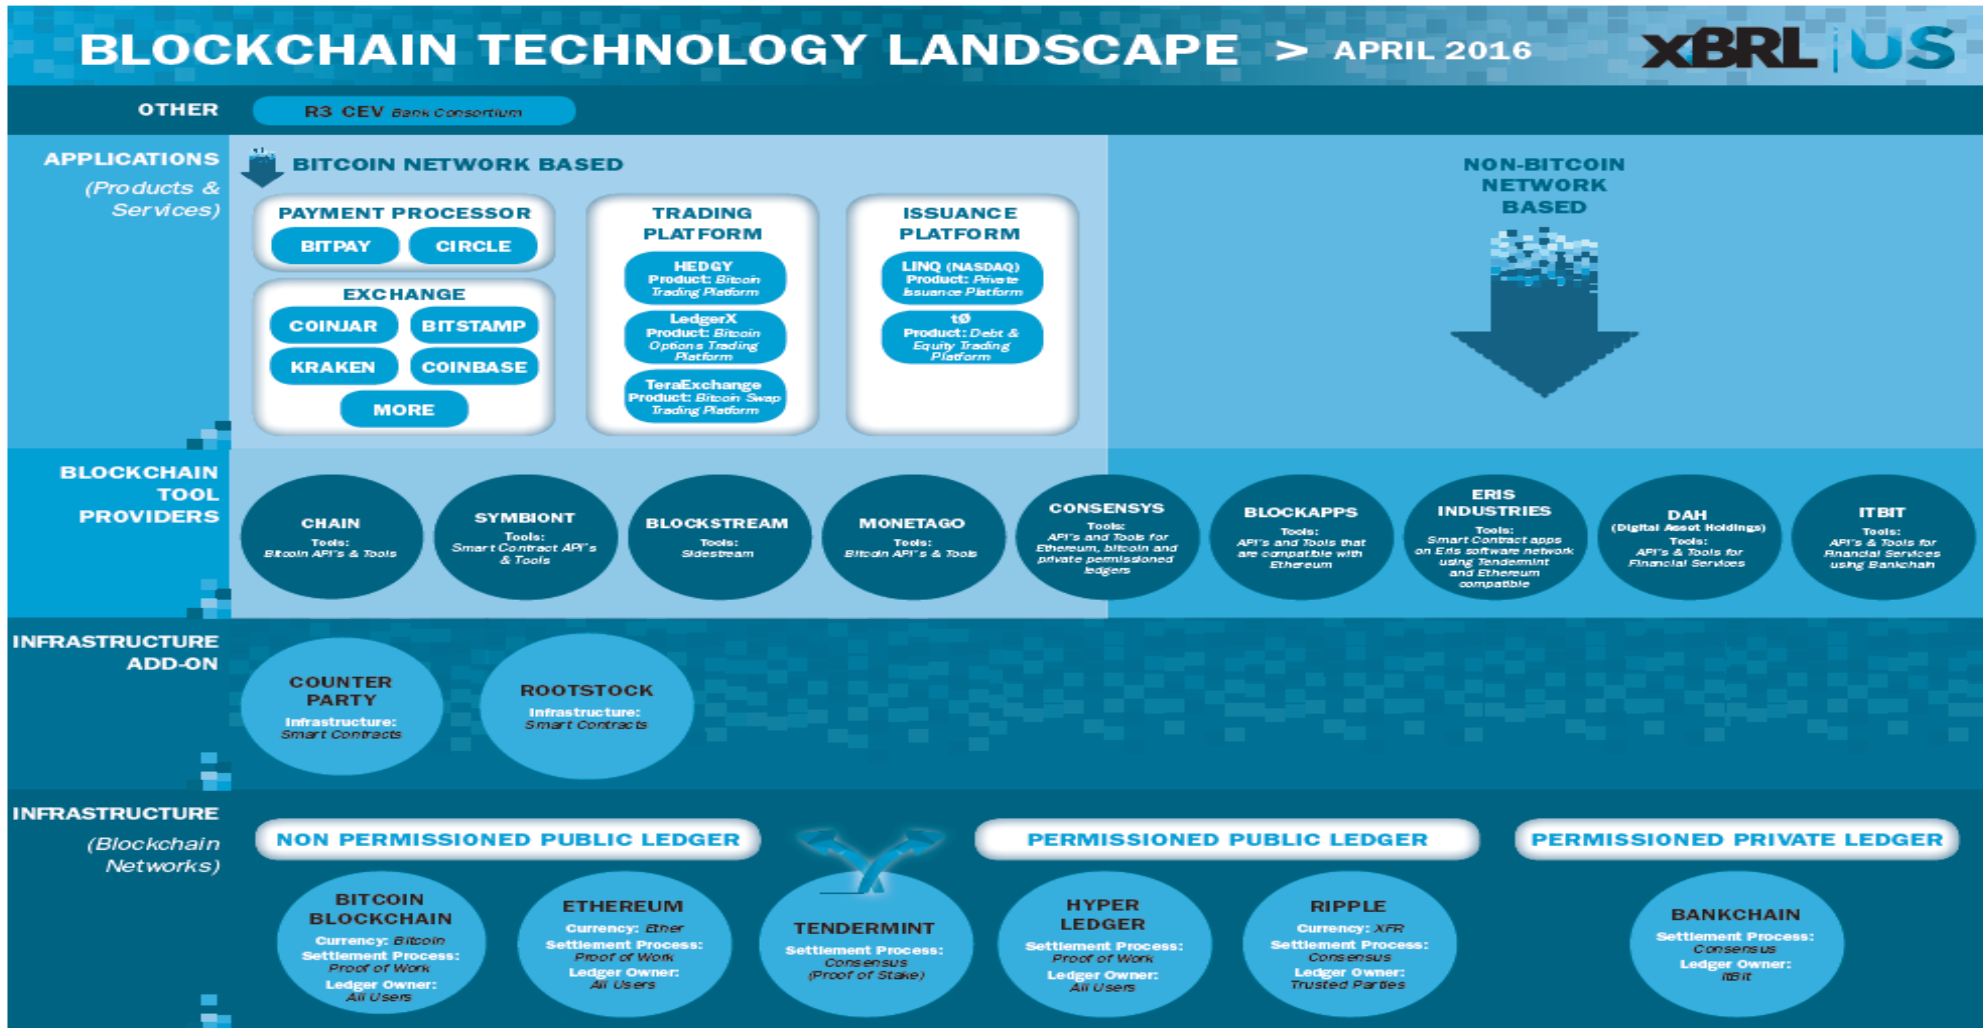 BLOCKCHAIN TECHNOLOGY LANDSCAPE > APRIL 2016
xBRL | US
OTHER
R3 CEV Bank Consortium
APPLICATIONS
(Products &
Services)
BITCOIN NETWORK BASED
PAYMENT PROCESSOR
BITPAY
CIRCLE
EXCHANGE
COINJAR
BITSTAMP
KRAKEN
COINBASE
MORE
TRADING
PLATFORM
HEDGY
Product: Bitcoin
Trading Platform
LedgerX
Product: Bitcoin
Options Trading
Platform
TeraExchange
Product: Bitcoin Swap
Trading Platform
ISSUANCE
PLATFORM
LINQ (NASDAQ)
Product: Private
Issuance Platform
tØ
Product: Debt &
Equity Trading
Platform
NON-BITCOIN
NETWORK
BASED
BLOCKCHAIN
TOOL
PROVIDERS
CHAIN
Tools:
Bitcoin API's & Tools
SYMBIONT
Tools:
Smart Contract API's
& Tools
BLOCKSTREAM
Tools:
Sidestream
MONETAGO
Tools:
Bitcoin API's & Tools
CONSENSYS
Tools:
API's and Tools for
Ethereum, bitcoin and
private permissioned
ledgers
BLOCKAPPS
Tools:
API's and Tools that
are compatible with
Ethereum
ERIS
INDUSTRIES
Tools:
Smart Contract apps
on Eris software network
using Tendermint
and Ethereum
compatible
DAH
(Digital Asset Holdings)
Tools:
API's & Tools for
Financial Services
ITBIT
Tools:
API's & Tools for
Financial Services
using Bankchain
INFRASTRUCTURE
ADD-ON
COUNTER
PARTY
Infrastructure:
Smart Contracts
ROOTSTOCK
Infrastructure:
Smart Contracts
INFRASTRUCTURE
(Blockchain
Networks)
NON PERMISSIONED PUBLIC LEDGER
PERMISSIONED PUBLIC LEDGER
PERMISSIONED PRIVATE LEDGER
BITCOIN
BLOCKCHAIN
Currency: Bitcoin
Settlement Process:
Proof of Work
Ledger Owner:
All Users
ETHEREUM
Currency: Ether
Settlement Process:
Proof of Work
Ledger Owner:
All Users
TENDERMINT
Settlement Process:
Consensus
(Proof of Stake)
HYPER
LEDGER
Settlement Process:
Proof of Work
Ledger Owner:
All Users
RIPPLE
Currency: XFR
Settlement Process:
Consensus
Ledger Owner:
Trusted Parties
BANKCHAIN
Settlement Process:
Consensus
Ledger Owner:
ItBit